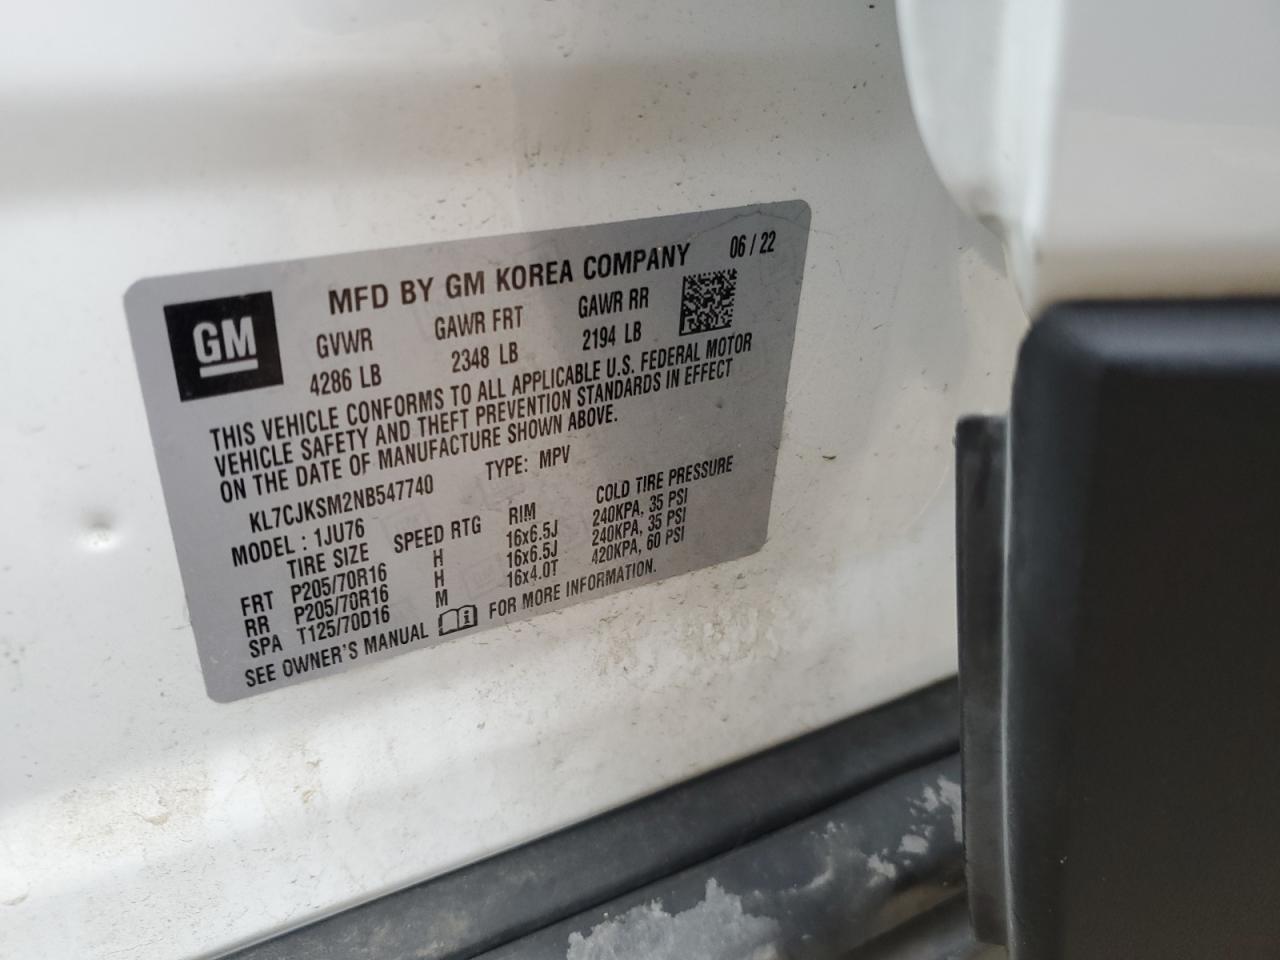 GM
MFD BY GM KOREA COMPANY 06 / 22
GVWR GAWR FRT GAWR RR
4286 LB 2348 LB 2194 LB
THIS VEHICLE CONFORMS TO ALL APPLICABLE U.S. FEDERAL MOTOR
VEHICLE SAFETY AND THEFT PREVENTION STANDARDS IN EFFECT
ON THE DATE OF MANUFACTURE SHOWN ABOVE.
KL7CJKSM2NB547740 TYPE: MPV
MODEL : 1JU76
TIRE SIZE SPEED RTG RIM COLD TIRE PRESSURE
FRT P205/70R16 H 16x6.5J 240KPA, 35 PSI
RR P205/70R16 H 16x6.5J 240KPA, 35 PSI
SPA T125/70D16 M 16x4.0T 420KPA, 60 PSI
SEE OWNER'S MANUAL FOR MORE INFORMATION.